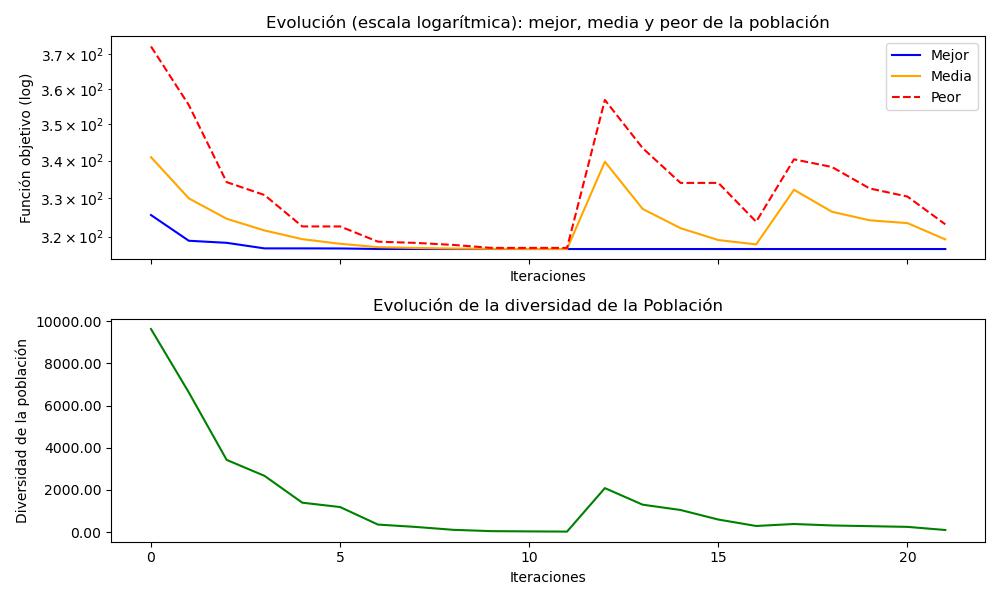 Evolución (escala logarítmica): mejor, media y peor de la población
Función objetivo (log)
3.7 × 10²
3.6 × 10²
3.5 × 10²
3.4 × 10²
3.3 × 10²
3.2 × 10²
Mejor
Media
Peor
Iteraciones
Evolución de la diversidad de la Población
Diversidad de la población
10000.00
8000.00
6000.00
4000.00
2000.00
0.00
0 5 10 15 20
Iteraciones